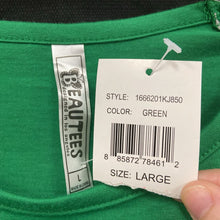 BEAUTEES
L
STYLE: 1666201KJ850
COLOR: GREEN
8 85872 78461 2
SIZE: LARGE